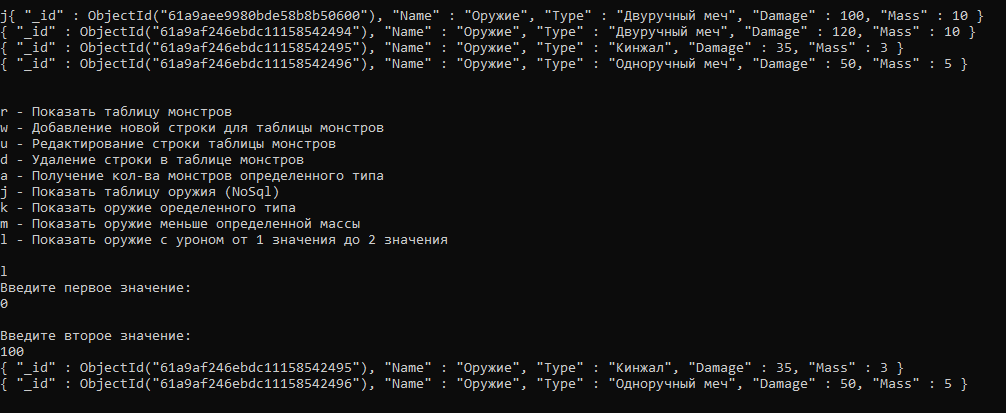 j{ "_id" : ObjectId("61a9aee9980bde58b8b50600"), "Name" : "Оружие", "Type" : "Двуручный меч", "Damage" : 100, "Mass" : 10 }
{ "_id" : ObjectId("61a9af246ebdc11158542494"), "Name" : "Оружие", "Type" : "Двуручный меч", "Damage" : 120, "Mass" : 10 }
{ "_id" : ObjectId("61a9af246ebdc11158542495"), "Name" : "Оружие", "Type" : "Кинжал", "Damage" : 35, "Mass" : 3 }
{ "_id" : ObjectId("61a9af246ebdc11158542496"), "Name" : "Оружие", "Type" : "Одноручный меч", "Damage" : 50, "Mass" : 5 }
r - Показать таблицу монстров
w - Добавление новой строки для таблицы монстров
u - Редактирование строки таблицы монстров
d - Удаление строки в таблице монстров
a - Получение кол-ва монстров определенного типа
j - Показать таблицу оружия (NoSql)
k - Показать оружие оределенного типа
m - Показать оружие меньше определенной массы
l - Показать оружие с уроном от 1 значения до 2 значения
l
Введите первое значение:
0
Введите второе значение:
100
{ "_id" : ObjectId("61a9af246ebdc11158542495"), "Name" : "Оружие", "Type" : "Кинжал", "Damage" : 35, "Mass" : 3 }
{ "_id" : ObjectId("61a9af246ebdc11158542496"), "Name" : "Оружие", "Type" : "Одноручный меч", "Damage" : 50, "Mass" : 5 }